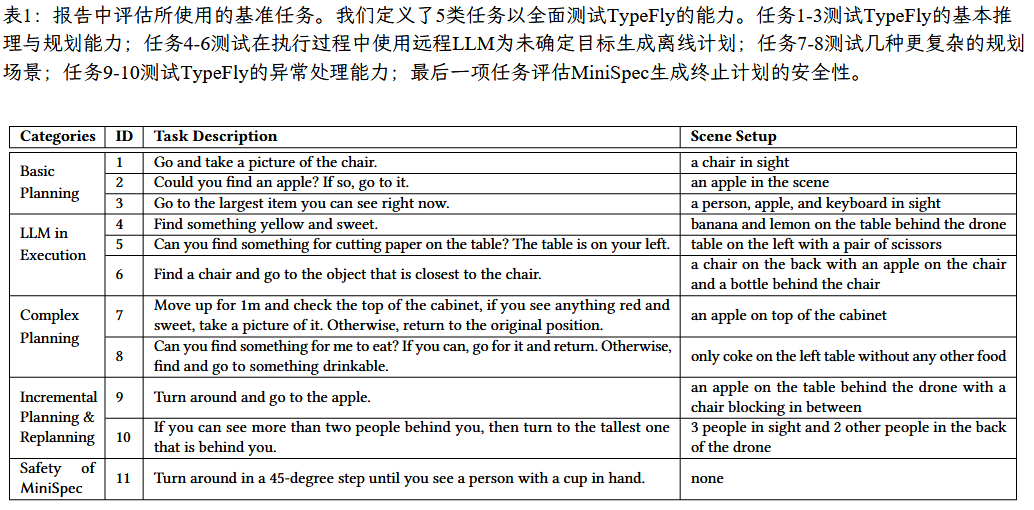 表1：报告中评估所使用的基准任务。我们定义了5类任务以全面测试TypeFly的能力。任务1-3测试TypeFly的基本推
理与规划能力；任务4-6测试在执行过程中使用远程LLM为未确定目标生成离线计划；任务7-8测试几种更复杂的规划
场景；任务9-10测试TypeFly的异常处理能力；最后一项任务评估MiniSpec生成终止计划的安全性。
Categories ID Task Description Scene Setup
Basic
Planning
1 Go and take a picture of the chair. a chair in sight
2 Could you find an apple? If so, go to it. an apple in the scene
3 Go to the largest item you can see right now. a person, apple, and keyboard in sight
LLM in
Execution
4 Find something yellow and sweet. banana and lemon on the table behind the drone
5 Can you find something for cutting paper on the table? The table is on your left. table on the left with a pair of scissors
6 Find a chair and go to the object that is closest to the chair. a chair on the back with an apple on the chair
and a bottle behind the chair
Complex
Planning
7 Move up for 1m and check the top of the cabinet, if you see anything red and
sweet, take a picture of it. Otherwise, return to the original position. an apple on top of the cabinet
8 Can you find something for me to eat? If you can, go for it and return. Otherwise,
find and go to something drinkable. only coke on the left table without any other food
Incremental
Planning &
Replanning
9 Turn around and go to the apple. an apple on the table behind the drone with a
chair blocking in between
10 If you can see more than two people behind you, then turn to the tallest one
that is behind you. 3 people in sight and 2 other people in the back
of the drone
Safety of
MiniSpec
11 Turn around in a 45-degree step until you see a person with a cup in hand. none